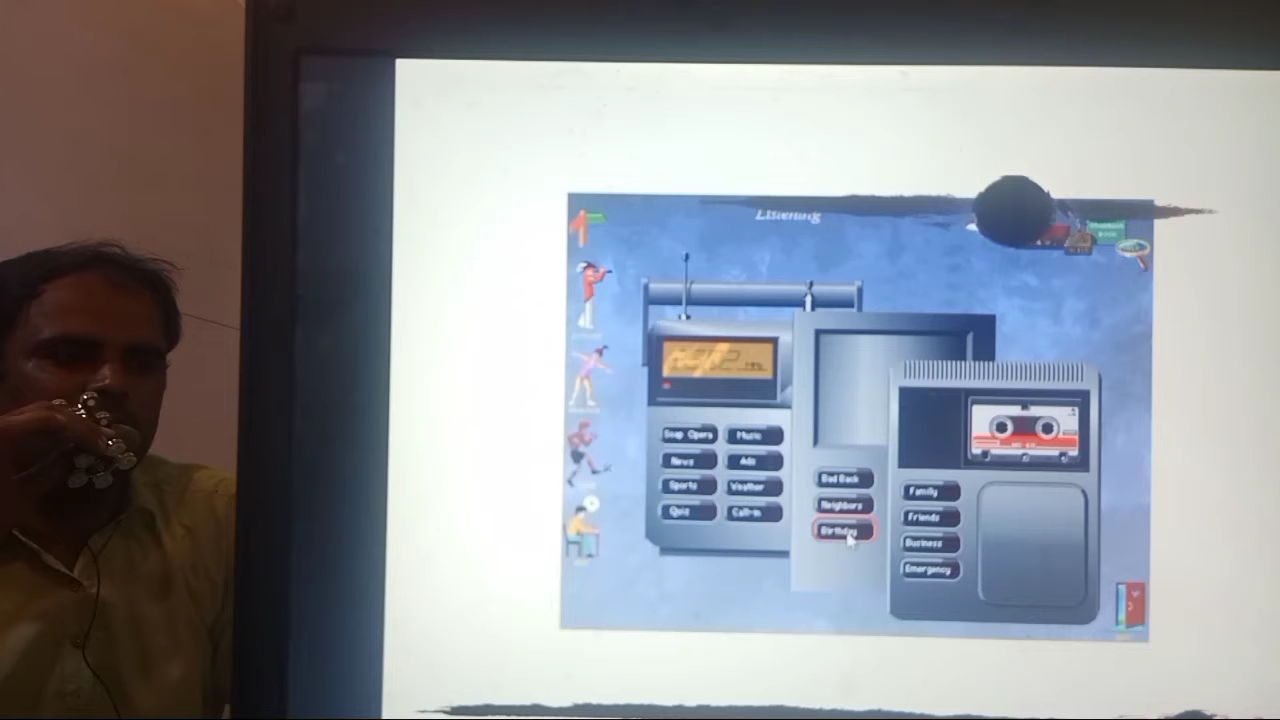 Listening
Soap Opera
Music
News
Ads
Sports
Weather
Quiz
Call-in
Bad Back
Neighbors
Birthday
Family
Friends
Business
Emergency